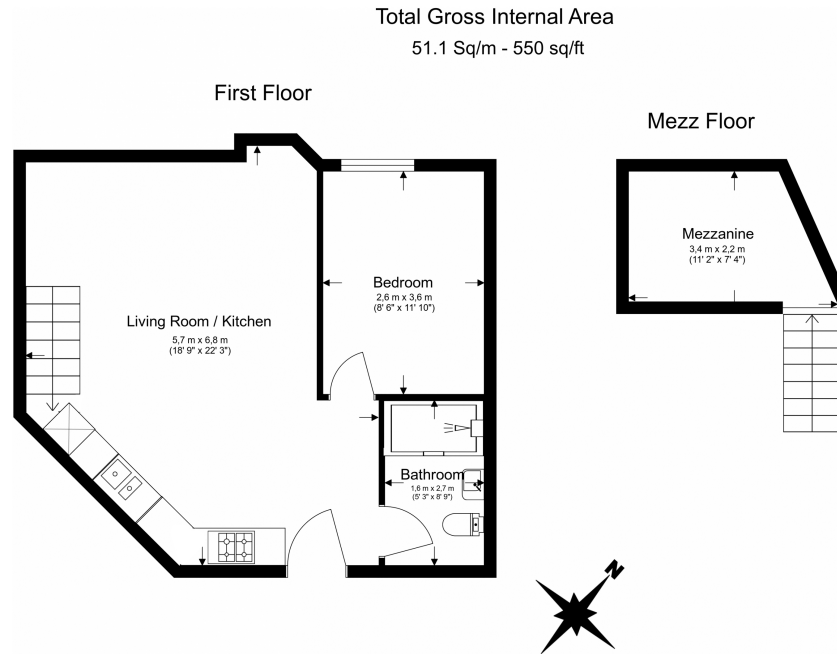 Total Gross Internal Area
51.1 Sq/m - 550 sq/ft
First Floor
Mezz Floor
Mezzanine
3,4 m x 2,2 m
(11' 2" x 7' 4")
Bedroom
2,6 m x 3,6 m
(8' 6" x 11' 10")
Living Room / Kitchen
5,7 m x 6,8 m
(18' 9" x 22' 3")
Bathroom
1,6 m x 2,7 m
(5' 3" x 8' 9")
N